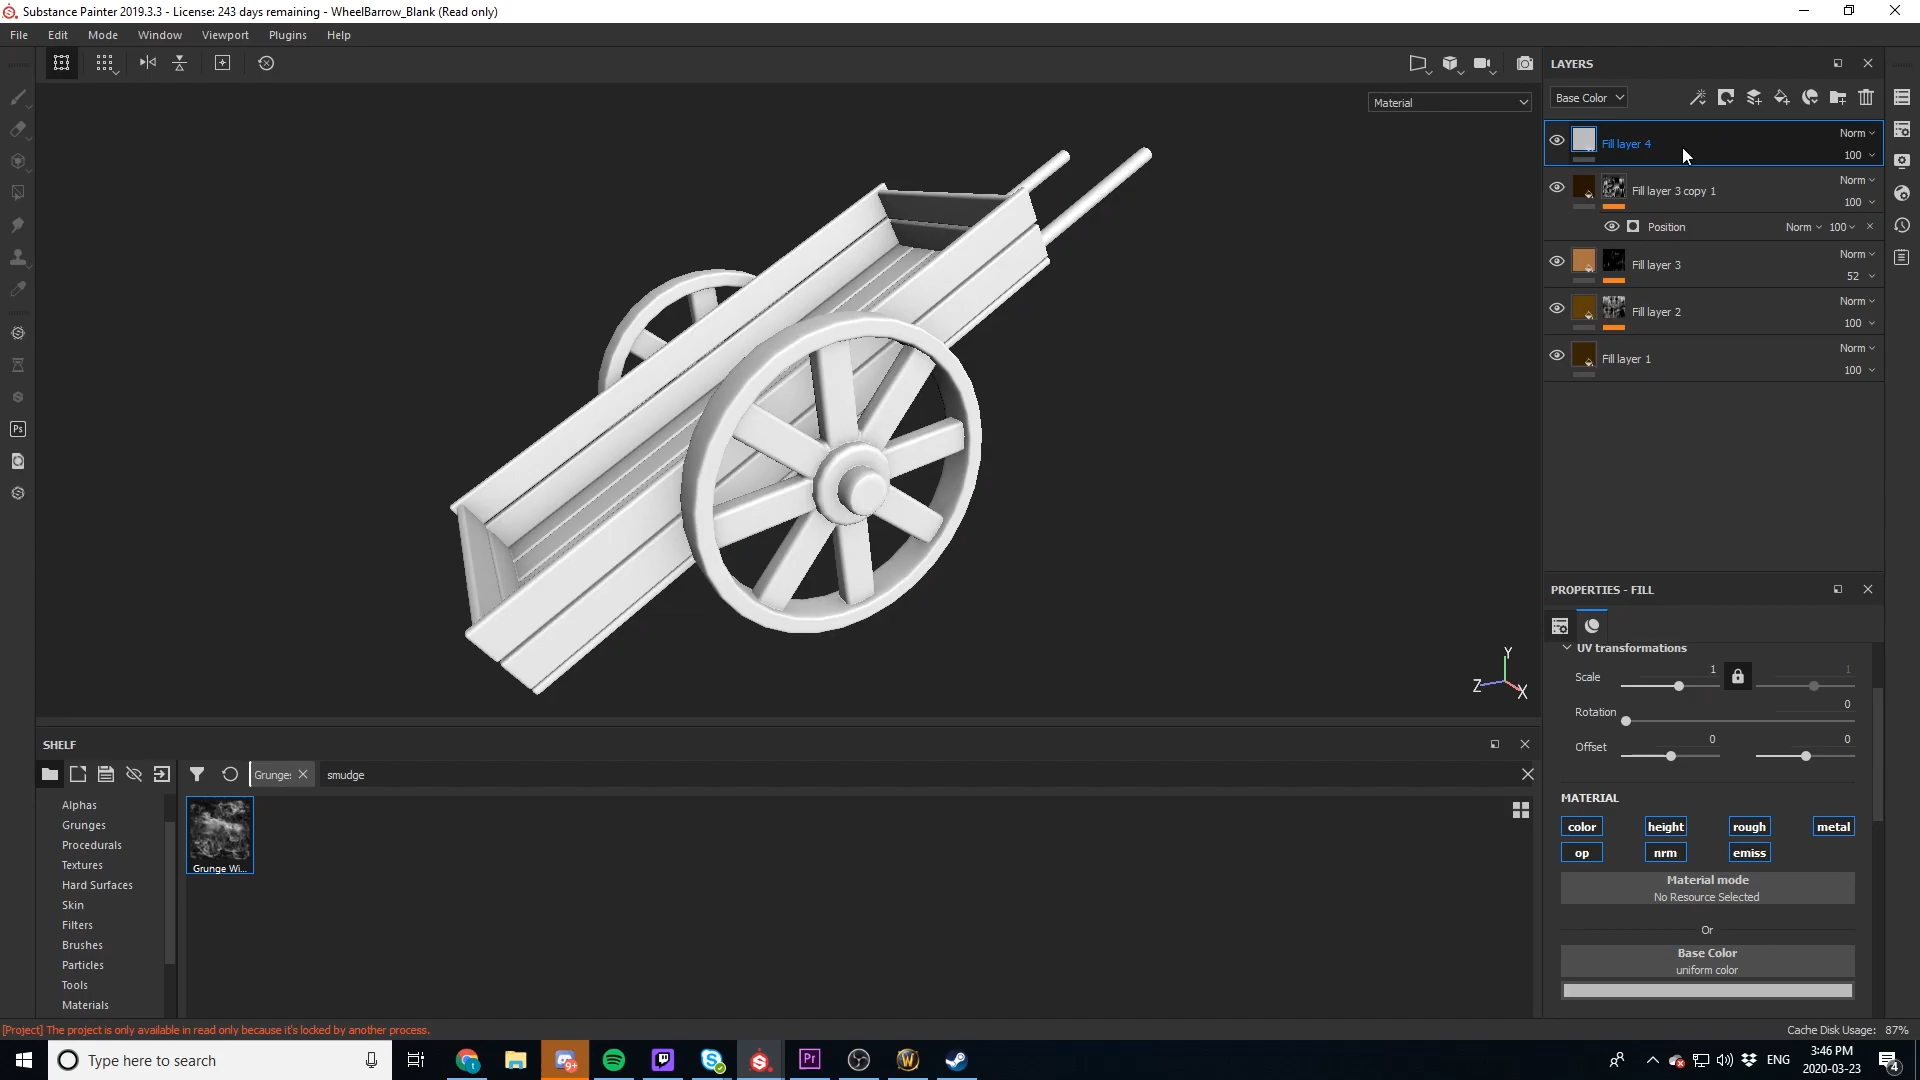 Substance Painter 2019.3.3 - License: 243 days remaining - WheelBarrow_Blank (Read only)
File Edit Mode Window Viewport Plugins Help
Material
LAYERS
Base Color
Fill layer 4
Norm
100
Fill layer 3 copy 1
Norm
100
Position
Norm 100
Fill layer 3
Norm
52
Fill layer 2
Norm
100
Fill layer 1
Norm
100
Y
Z
X
PROPERTIES - FILL
UV transformations
Scale
1
1
Rotation
0
Offset
0
0
MATERIAL
color height rough metal
op nrm emiss
Material mode
No Resource Selected
Or
Base Color
uniform color
SHELF
Grunge: smudge
Alphas
Grunges
Procedurals
Textures
Hard Surfaces
Skin
Filters
Brushes
Particles
Tools
Materials
Grunge Wi...
[Project] The project is only available in read only because it's locked by another process.
Cache Disk Usage: 87%
Type here to search
Ps
9+
Pr
W
ENG
3:46 PM
2020-03-23
4